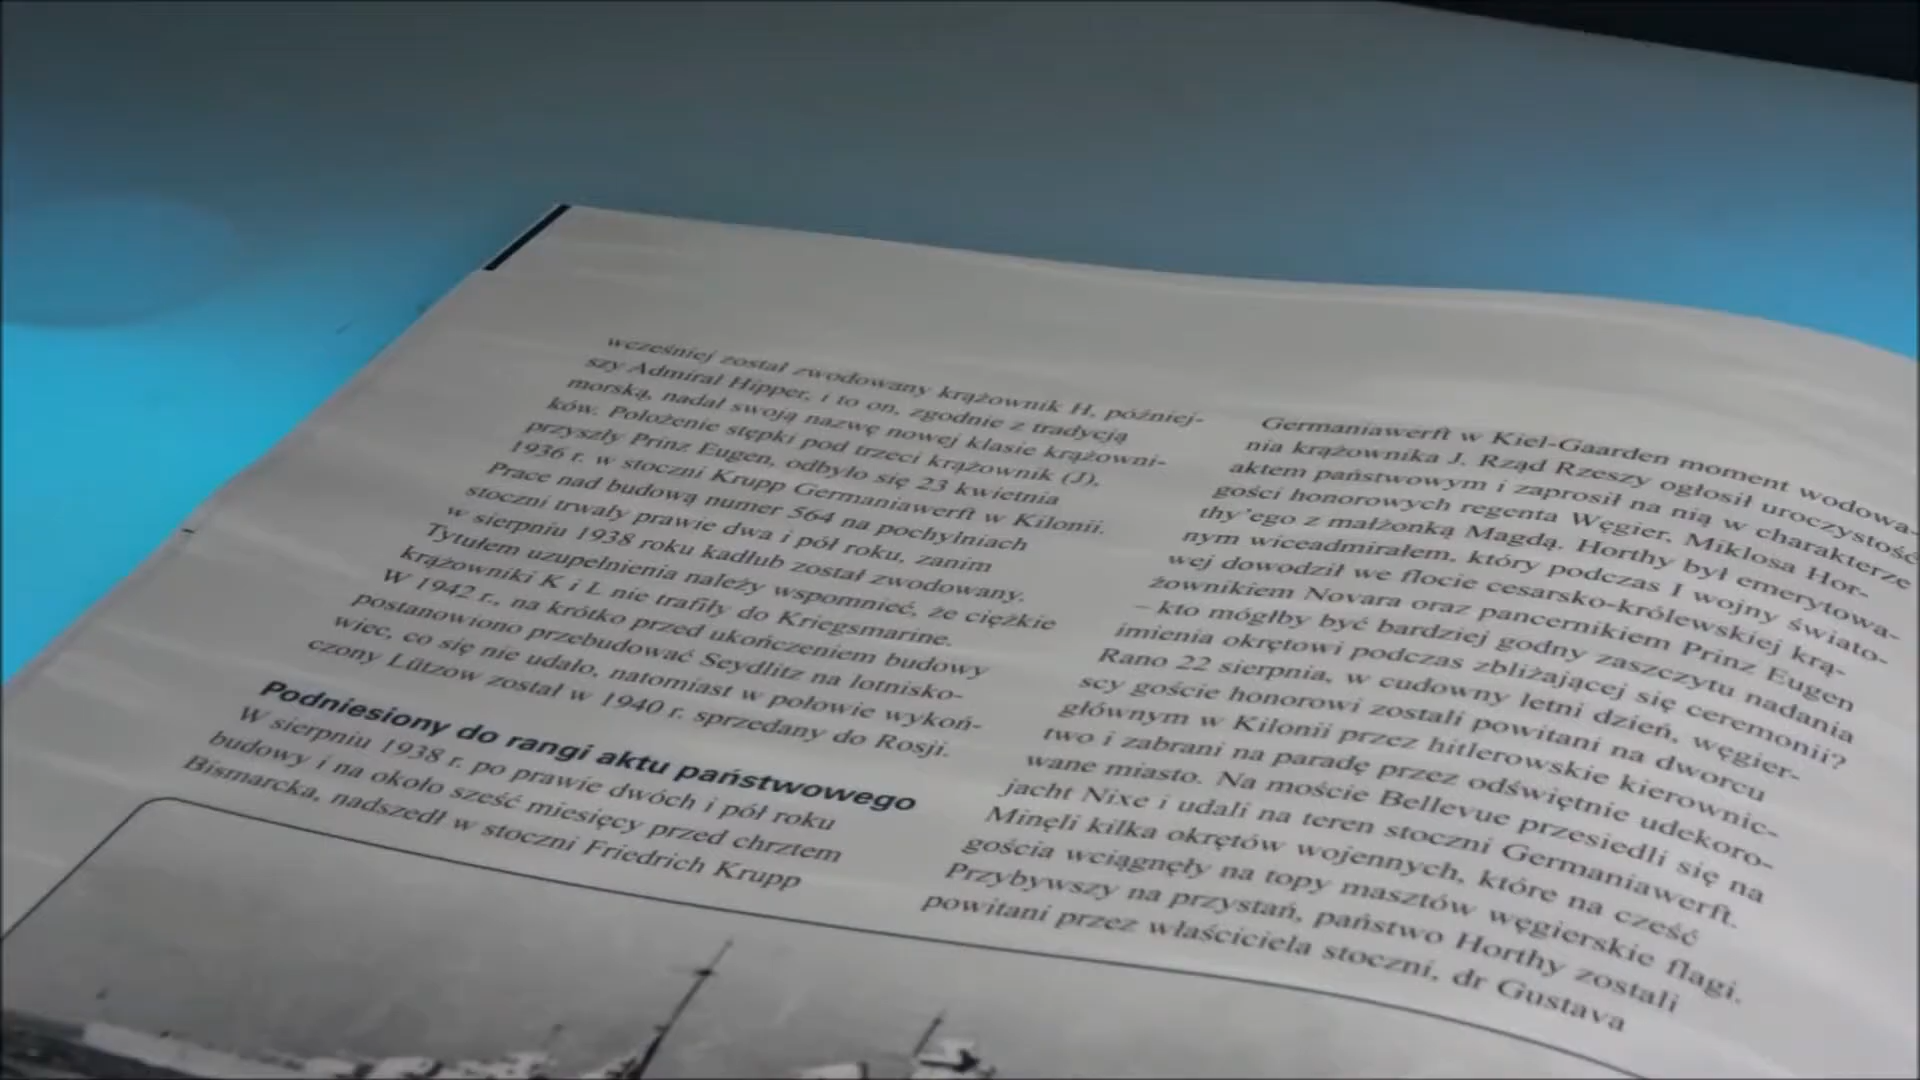 wcześniej został zwodowany krążownik H, później-
szy Admirał Hipper, i to on, zgodnie z tradycją
morską, nadał swoją nazwę nowej klasie krążowni-
ków. Położenie stępki pod trzeci krążownik (J),
przyszły Prinz Eugen, odbyło się 23 kwietnia
1936 r. w stoczni Krupp Germaniawerft w Kilonii.
Prace nad budową numer 564 na pochylniach
stoczni trwały prawie dwa i pół roku, zanim
w sierpniu 1938 roku kadłub został zwodowany.
Tytułem uzupełnienia należy wspomnieć, że ciężkie
krążowniki K i L nie trafiły do Kriegsmarine.
W 1942 r., na krótko przed ukończeniem budowy
postanowiono przebudować Seydlitz na lotnisko-
wiec, co się nie udało, natomiast w połowie wykoń-
czony Lützow został w 1940 r. sprzedany do Rosji.
Podniesiony do rangi aktu państwowego
W sierpniu 1938 r. po prawie dwóch i pół roku
budowy i na około sześć miesięcy przed chrztem
Bismarcka, nadszedł w stoczni Friedrich Krupp
Germaniawerft w Kiel-Gaarden moment wodowa-
nia krążownika J. Rząd Rzeszy ogłosił uroczystość
aktem państwowym i zaprosił na nią w charakterze
gości honorowych regenta Węgier, Miklosa Hor-
thy'ego z małżonką Magdą. Horthy był emerytowa-
nym wiceadmirałem, który podczas I wojny świato-
wej dowodził we flocie cesarsko-królewskiej krą-
żownikiem Novara oraz pancernikiem Prinz Eugen
– kto mógłby być bardziej godny zaszczytu nadania
imienia okrętowi podczas zbliżającej się ceremonii?
Rano 22 sierpnia, w cudowny letni dzień, węgier-
scy goście honorowi zostali powitani na dworcu
głównym w Kilonii przez hitlerowskie kierownic-
two i zabrani na paradę przez odświętnie udekoro-
wane miasto. Na moście Bellevue przesiedli się na
jacht Nixe i udali na teren stoczni Germaniawerft.
Minęli kilka okrętów wojennych, które na cześć
gościa wciągnęły na topy masztów węgierskie flagi.
Przybywszy na przystań, państwo Horthy zostali
powitani przez właściciela stoczni, dr Gustava